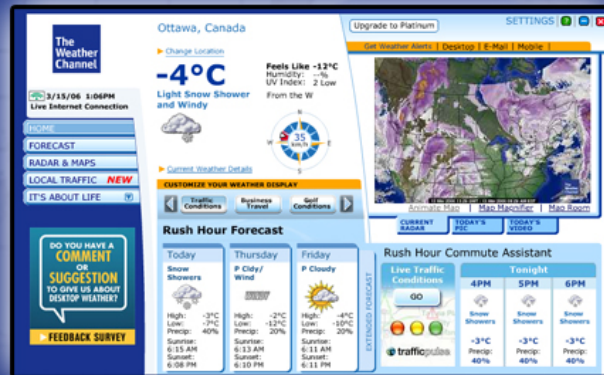 The
Weather
Channel
3/15/06 1:06PM
Live Internet Connection
HOME
FORECAST
RADAR & MAPS
LOCAL TRAFFIC NEW
IT'S ABOUT LIFE
DO YOU HAVE A
COMMENT
OR
SUGGESTION
TO GIVE US ABOUT
DESKTOP WEATHER?
FEEDBACK SURVEY
Ottawa, Canada
Change Location
-4°C
Light Snow Shower
and Windy
Feels Like -12°C
Humidity: --%
UV Index: 2 Low
From the W
N
W
E
S
35
km/h
Current Weather Details
CUSTOMIZE YOUR WEATHER DISPLAY
Traffic
Conditions
Business
Travel
Golf
Conditions
Rush Hour Forecast
Today
Snow
Showers
High: -3°C
Low: -7°C
Precip: 40%
Sunrise:
6:15 AM
Sunset:
6:08 PM
Thursday
P Cldy/
Wind
WINDY
High: -2°C
Low: -12°C
Precip: 20%
Sunrise:
6:13 AM
Sunset:
6:10 PM
Friday
P Cloudy
High: -4°C
Low: -10°C
Precip: 20%
Sunrise:
6:11 AM
Sunset:
6:11 PM
EXTENDED FORECAST
Upgrade to Platinum
SETTINGS ?
Get Weather Alerts | Desktop | E-Mail | Mobile |
Animate Map | Map Magnifier | Map Room
CURRENT
RADAR
TODAY'S
PIC
TODAY'S
VIDEO
Rush Hour Commute Assistant
Live Traffic
Conditions
GO
trafficpulse
Tonight
4PM
5PM
6PM
Snow
Showers
Snow
Showers
Snow
Showers
-3°C
-3°C
-3°C
Precip:
40%
Precip:
40%
Precip:
40%